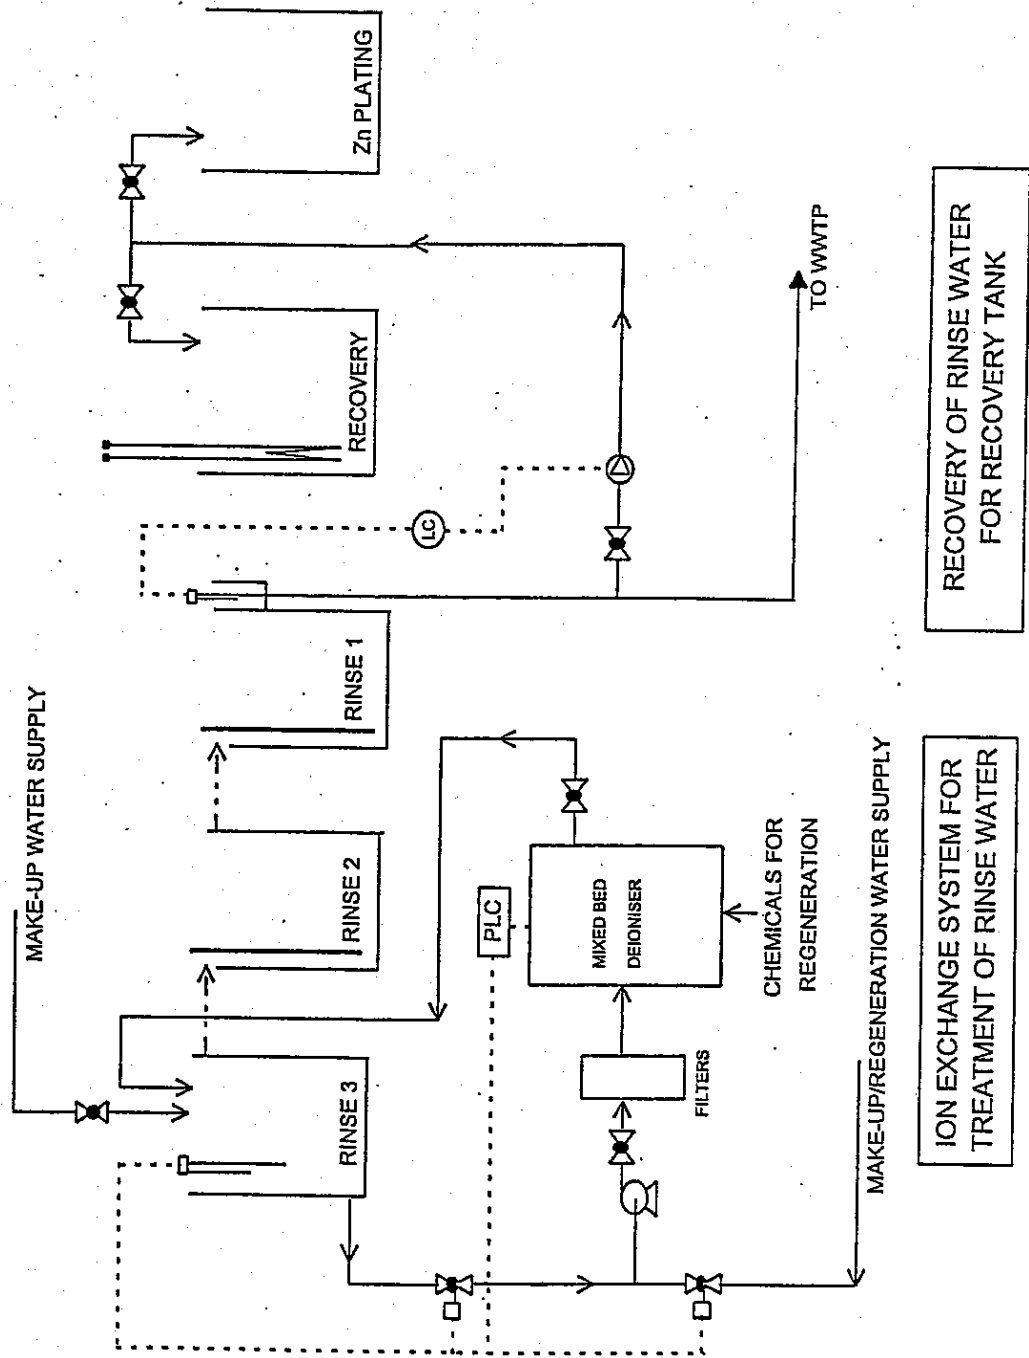 MAKE-UP WATER SUPPLY
RINSE 3
RINSE 2
RINSE 1
RECOVERY
Zn PLATING
LC
PLC
MIXED BED
DEIONISER
FILTERS
CHEMICALS FOR
REGENERATION
MAKE-UP/REGENERATION WATER SUPPLY
TO WWTP
ION EXCHANGE SYSTEM FOR
TREATMENT OF RINSE WATER
RECOVERY OF RINSE WATER
FOR RECOVERY TANK